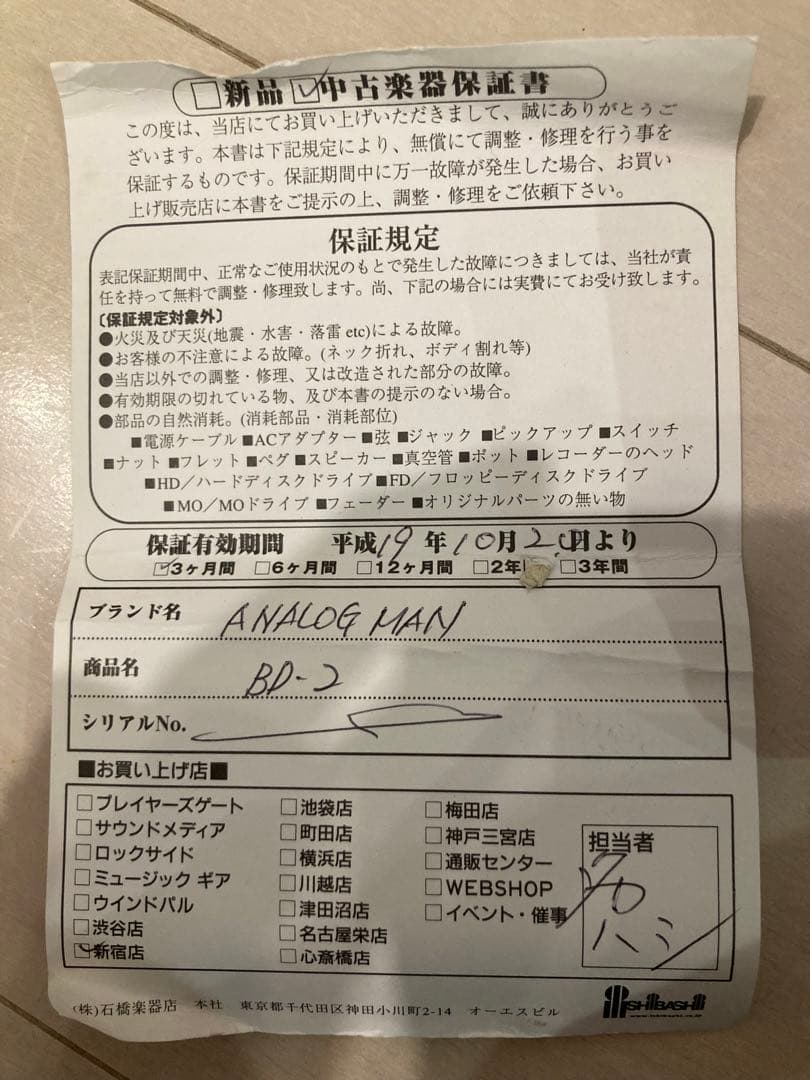 □新品 ☑中古楽器保証書
この度は、当店にてお買い上げいただきまして、誠にありがとうご
ざいます。本書は下記規定により、無償にて調整・修理を行う事を
保証するものです。保証期間中に万一故障が発生した場合、お買い
上げ販売店に本書をご提示の上、調整・修理をご依頼下さい。
保証規定
表記保証期間中、正常なご使用状況のもとで発生した故障につきましては、当社が責
任を持って無料で調整・修理致します。尚、下記の場合には実費にてお受け致します。
〔保証規定対象外〕
●火災及び天災(地震・水害・落雷 etc)による故障。
●お客様の不注意による故障。(ネック折れ、ボディ割れ等)
●当店以外での調整・修理、又は改造された部分の故障。
●有効期限の切れている物、及び本書の提示のない場合。
●部品の自然消耗。(消耗部品・消耗部位)
■電源ケーブル ■ACアダプター ■弦 ■ジャック ■ピックアップ ■スイッチ
■ナット ■フレット ■ペグ ■スピーカー ■真空管 ■ポット ■レコーダーのヘッド
■HD／ハードディスクドライブ ■FD／フロッピーディスクドライブ
■MO／MOドライブ ■フェーダー ■オリジナルパーツの無い物
保証有効期間 平成19年10月2 日より
☑3ヶ月間 □6ヶ月間 □12ヶ月間 □2年 □3年間
ブランド名 ANALOG MAN
商品名 BD-2
シリアルNo.
■お買い上げ店■
□プレイヤーズゲート □池袋店 □梅田店
□サウンドメディア □町田店 □神戸三宮店
□ロックサイド □横浜店 □通販センター
□ミュージック ギア □川越店 □WEBSHOP
□ウインドパル □津田沼店 □イベント・催事
□渋谷店 □名古屋栄店
☑新宿店 □心斎橋店
担当者
ハシ
(株)石橋楽器店 本社 東京都千代田区神田小川町2-14 オーエスビル
ISHIBASHI